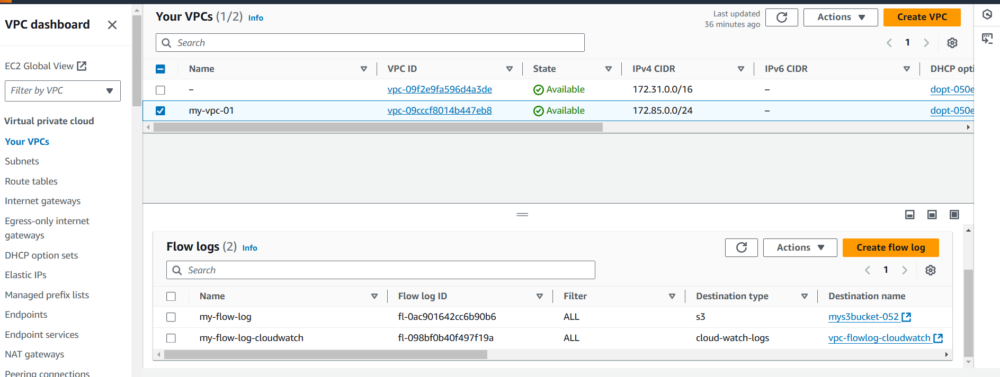 VPC dashboard
EC2 Global View
Filter by VPC
Virtual private cloud
Your VPCs
Subnets
Route tables
Internet gateways
Egress-only internet
gateways
DHCP option sets
Elastic IPs
Managed prefix lists
Endpoints
Endpoint services
NAT gateways
Peering connections
Your VPCs (1/2) Info
Last updated
36 minutes ago
Actions
Create VPC
Search
1
Name VPC ID State IPv4 CIDR IPv6 CIDR DHCP opti
– vpc-09f2e9fa596d4a3de Available 172.31.0.0/16 – dopt-050e
my-vpc-01 vpc-09cccf8014b447eb8 Available 172.85.0.0/24 – dopt-050e
Flow logs (2) Info
Actions
Create flow log
Search
1
Name Flow log ID Filter Destination type Destination name
my-flow-log fl-0ac901642cc6b90b6 ALL s3 mys3bucket-052
my-flow-log-cloudwatch fl-098bf0b40f497f19a ALL cloud-watch-logs vpc-flowlog-cloudwatch